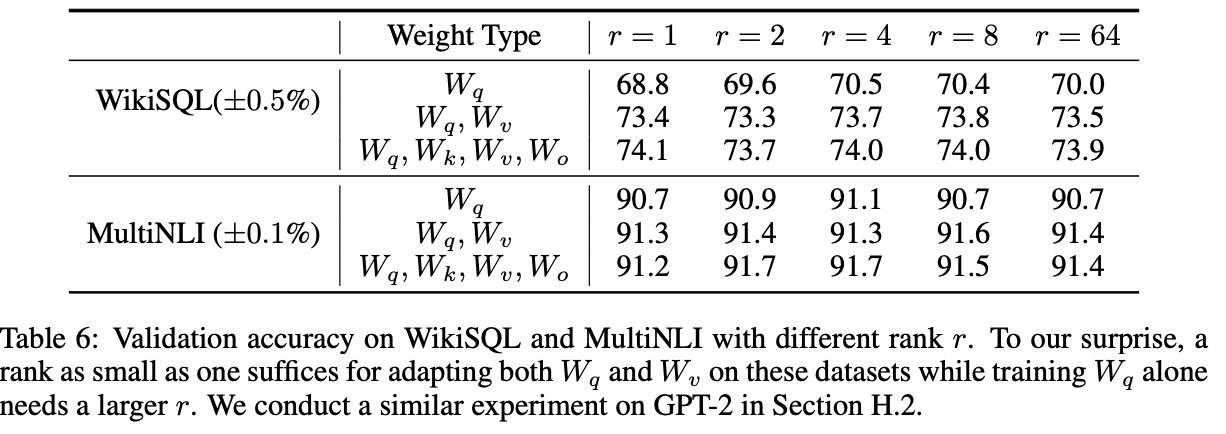 Weight Type r = 1 r = 2 r = 4 r = 8 r = 64
WikiSQL(±0.5%)
W_q 68.8 69.6 70.5 70.4 70.0
W_q, W_v 73.4 73.3 73.7 73.8 73.5
W_q, W_k, W_v, W_o 74.1 73.7 74.0 74.0 73.9
MultiNLI (±0.1%)
W_q 90.7 90.9 91.1 90.7 90.7
W_q, W_v 91.3 91.4 91.3 91.6 91.4
W_q, W_k, W_v, W_o 91.2 91.7 91.7 91.5 91.4
Table 6: Validation accuracy on WikiSQL and MultiNLI with different rank r. To our surprise, a
rank as small as one suffices for adapting both W_q and W_v on these datasets while training W_q alone
needs a larger r. We conduct a similar experiment on GPT-2 in Section H.2.